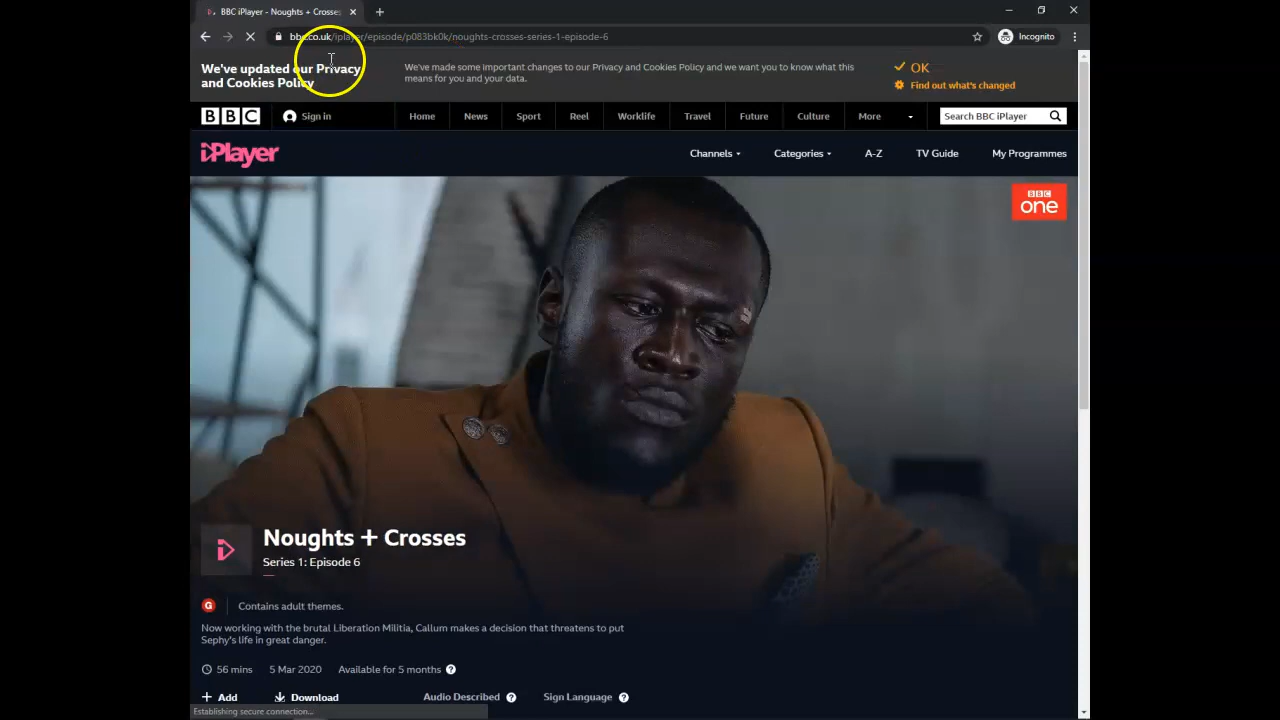 BBC iPlayer - Noughts + Crosses
bbc.co.uk/iplayer/episode/p083bk0k/noughts-crosses-series-1-episode-6
Incognito
We've updated our Privacy
and Cookies Policy
We've made some important changes to our Privacy and Cookies Policy and we want you to know what this
means for you and your data.
OK
Find out what's changed
BBC
Sign in
Home
News
Sport
Reel
Worklife
Travel
Future
Culture
More
Search BBC iPlayer
iPlayer
Channels
Categories
A-Z
TV Guide
My Programmes
BBC
one
Noughts + Crosses
Series 1: Episode 6
G
Contains adult themes.
Now working with the brutal Liberation Militia, Callum makes a decision that threatens to put
Sephy's life in great danger.
56 mins
5 Mar 2020
Available for 5 months ?
+ Add
Download
Audio Described ?
Sign Language ?
Establishing secure connection...